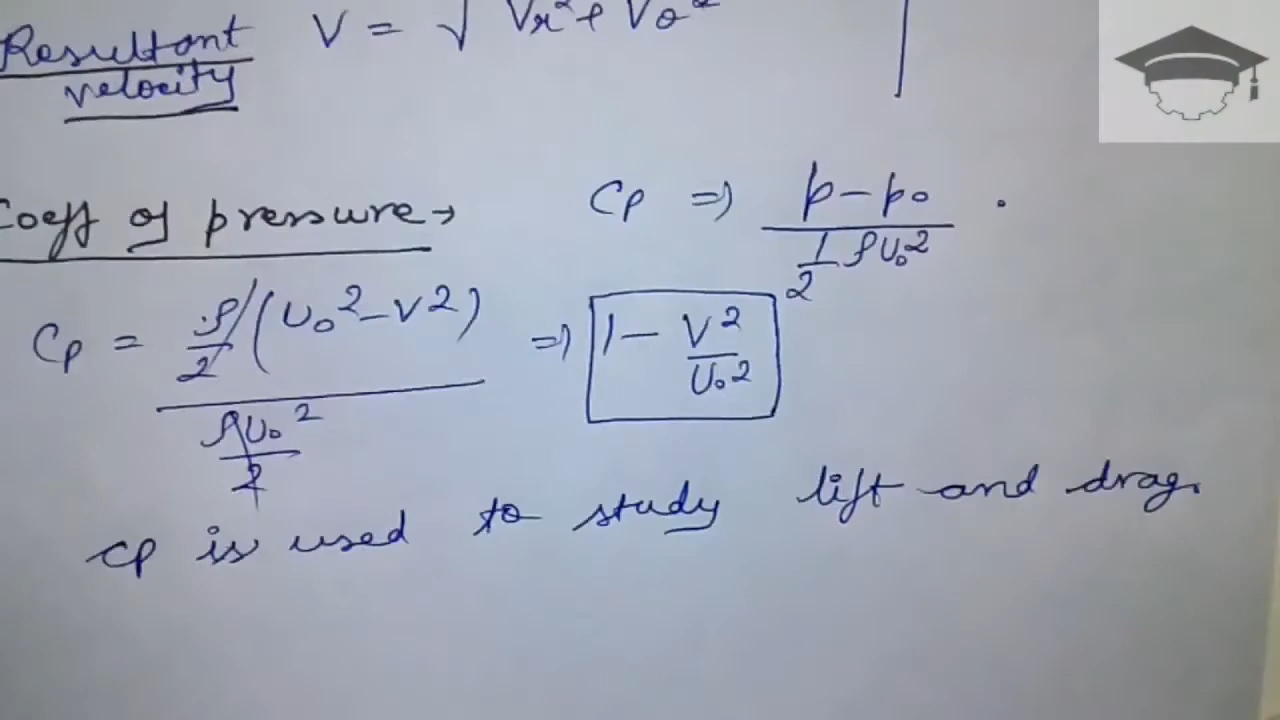 Resultant velocity V = √ Vr² + Vθ²
Coeff of pressure → Cp ⇒ p - p₀ / ½ ρU₀² .
Cp = ρ/2 (U₀² - V²) / ρU₀²/2 ⇒ 1 - V²/U₀²
Cp is used to study lift and drag.